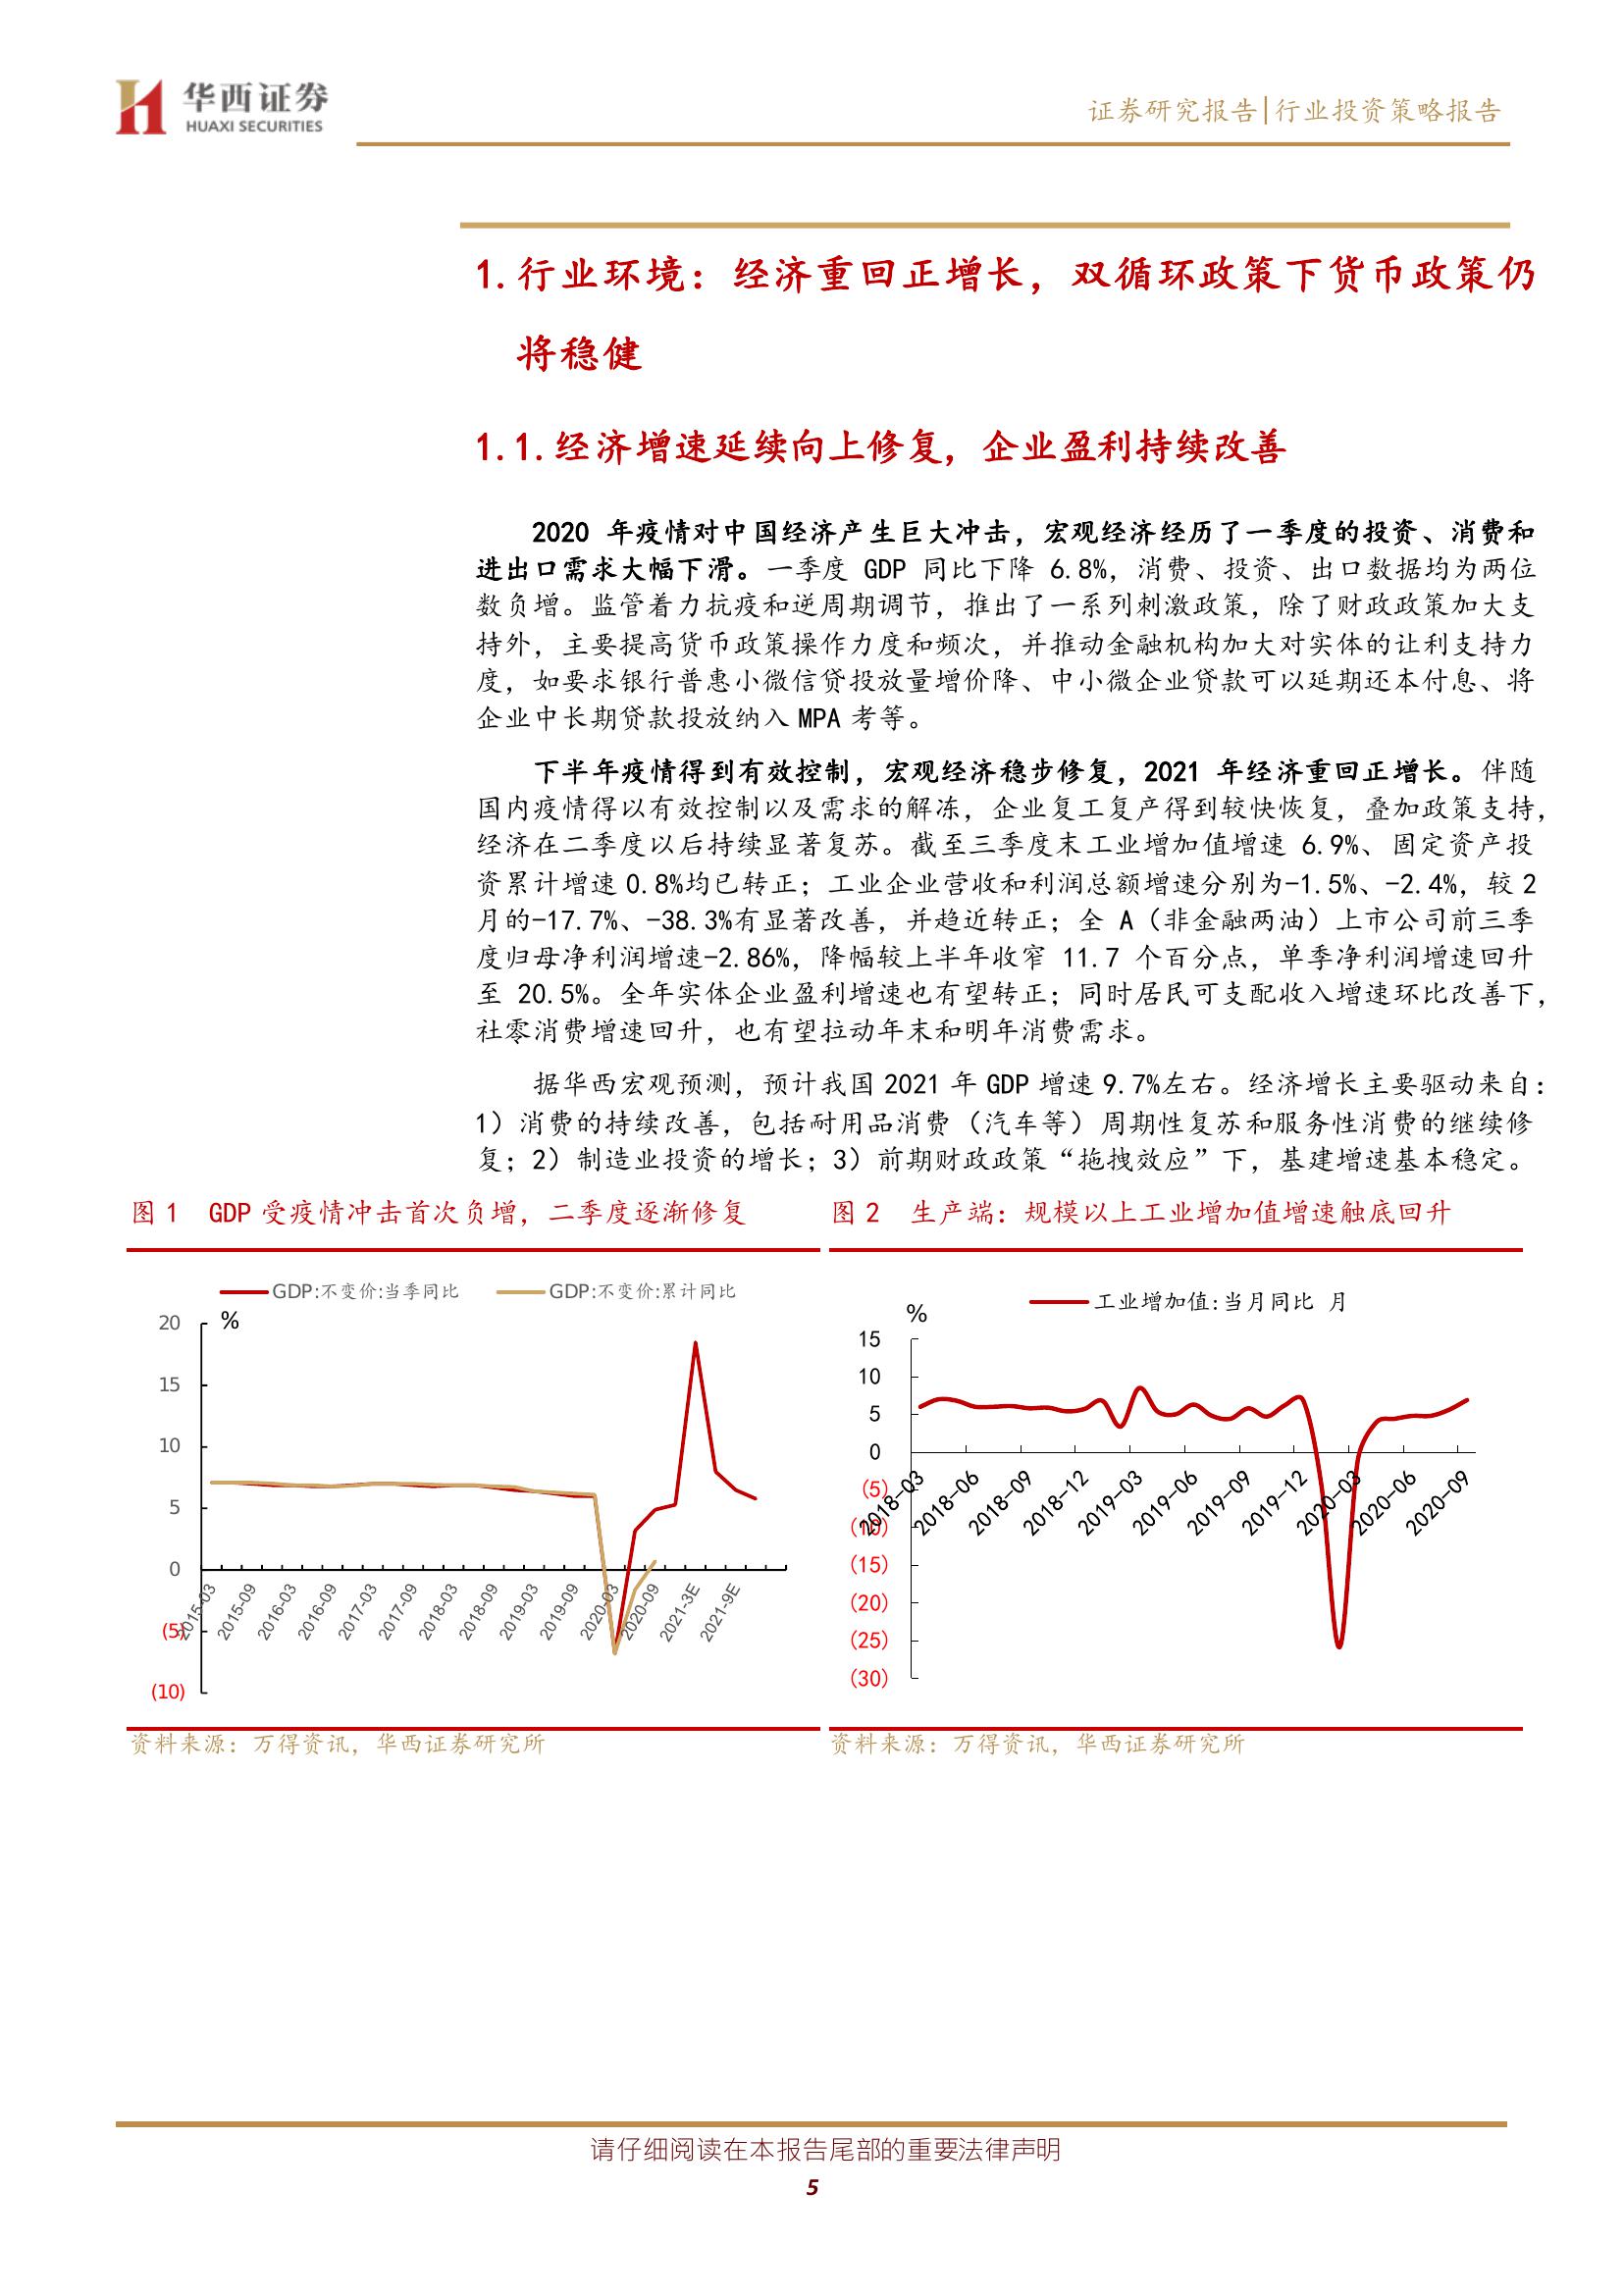 华西证券
HUAXI SECURITIES
证券研究报告|行业投资策略报告
1.行业环境：经济重回正增长，双循环政策下货币政策仍
将稳健
1.1.经济增速延续向上修复，企业盈利持续改善
2020 年疫情对中国经济产生巨大冲击，宏观经济经历了一季度的投资、消费和
进出口需求大幅下滑。一季度 GDP 同比下降 6.8%，消费、投资、出口数据均为两位
数负增。监管着力抗疫和逆周期调节，推出了一系列刺激政策，除了财政政策加大支
持外，主要提高货币政策操作力度和频次，并推动金融机构加大对实体的让利支持力
度，如要求银行普惠小微信贷投放量增价降、中小微企业贷款可以延期还本付息、将
企业中长期贷款投放纳入 MPA 考等。
下半年疫情得到有效控制，宏观经济稳步修复，2021 年经济重回正增长。伴随
国内疫情得以有效控制以及需求的解冻，企业复工复产得到较快恢复，叠加政策支持，
经济在二季度以后持续显著复苏。截至三季度末工业增加值增速 6.9%、固定资产投
资累计增速 0.8%均已转正；工业企业营收和利润总额增速分别为-1.5%、-2.4%，较 2
月的-17.7%、-38.3%有显著改善，并趋近转正；全 A（非金融两油）上市公司前三季
度归母净利润增速-2.86%，降幅较上半年收窄 11.7 个百分点，单季净利润增速回升
至 20.5%。全年实体企业盈利增速也有望转正；同时居民可支配收入增速环比改善下，
社零消费增速回升，也有望拉动年末和明年消费需求。
据华西宏观预测，预计我国 2021 年 GDP 增速 9.7%左右。经济增长主要驱动来自：
1）消费的持续改善，包括耐用品消费（汽车等）周期性复苏和服务性消费的继续修
复；2）制造业投资的增长；3）前期财政政策“拖拽效应”下，基建增速基本稳定。
图 1 GDP 受疫情冲击首次负增，二季度逐渐修复
GDP:不变价:当季同比 GDP:不变价:累计同比
%
20
15
10
5
0
(5)
(10)
2015-03 2015-09 2016-03 2016-09 2017-03 2017-09 2018-03 2018-09 2019-03 2019-09 2020-03 2020-09 2021-3E 2021-9E
资料来源：万得资讯，华西证券研究所
图 2 生产端：规模以上工业增加值增速触底回升
工业增加值:当月同比 月
%
15
10
5
0
(5)
(10)
(15)
(20)
(25)
(30)
2018-03 2018-06 2018-09 2018-12 2019-03 2019-06 2019-09 2019-12 2020-03 2020-06 2020-09
资料来源：万得资讯，华西证券研究所
请仔细阅读在本报告尾部的重要法律声明
5